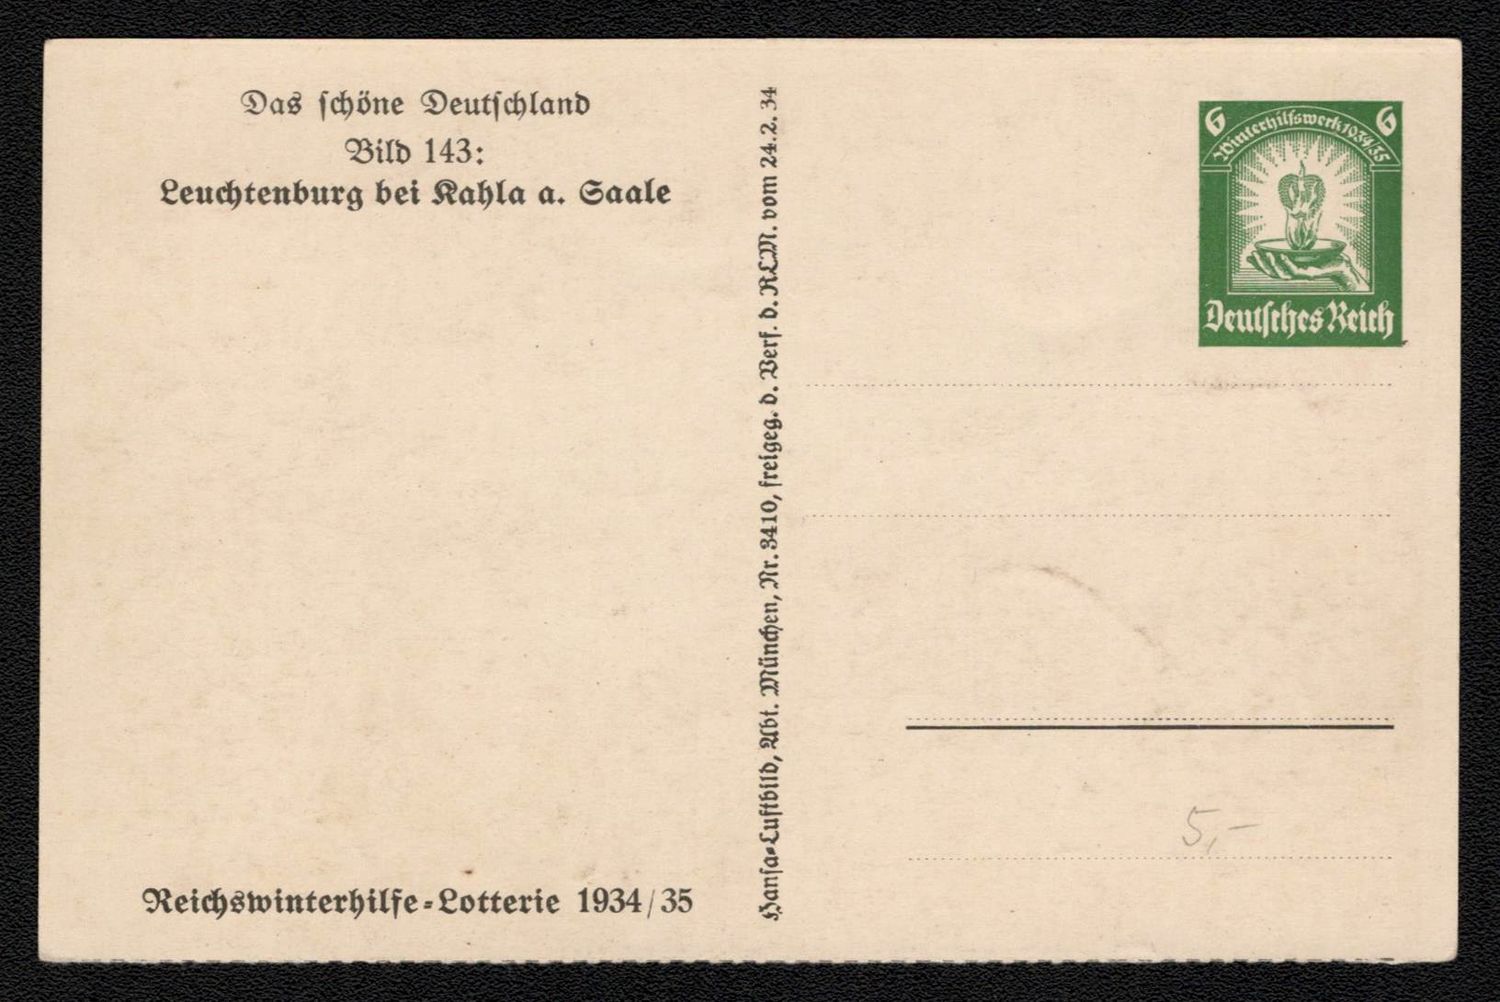 Das schöne Deutschland
Bild 143:
Leuchtenburg bei Kahla a. Saale
Reichswinterhilfe-Lotterie 1934/35
Hansa-Luftbild, Abt. München, Nr. 3410, freigeg. d. Verf. d. RLM. vom 24.2.34
6 6
Winterhilfswerk 1934/35
Deutsches Reich
5,-